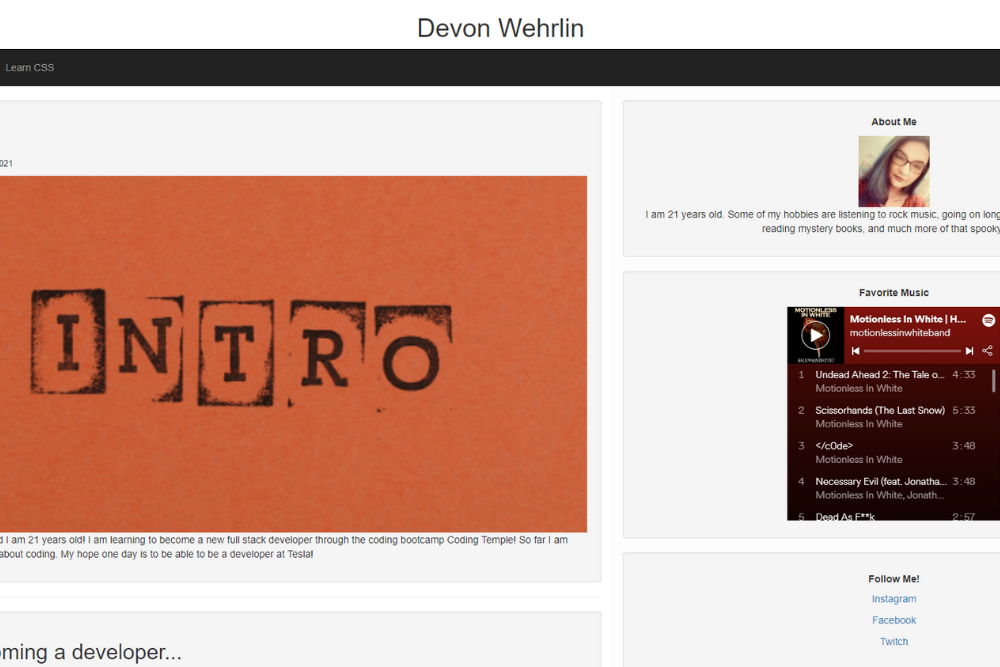 Devon Wehrlin
Learn CSS
021
INTRO
I am 21 years old! I am learning to become a new full stack developer through the coding bootcamp Coding Temple! So far I am
about coding. My hope one day is to be able to be a developer at Tesla!
oming a developer...
About Me
I am 21 years old. Some of my hobbies are listening to rock music, going on long
reading mystery books, and much more of that spooky
Favorite Music
MOTIONLESS
IN WHITE
Motionless In White | H...
motionlessinwhiteband
1 Undead Ahead 2: The Tale o... 4:33
Motionless In White
2 Scissorhands (The Last Snow) 5:33
Motionless In White
3 </c0de> 3:48
Motionless In White
4 Necessary Evil (feat. Jonatha... 3:48
Motionless In White, Jonath...
5 Dead As F**k 2:57
Follow Me!
Instagram
Facebook
Twitch